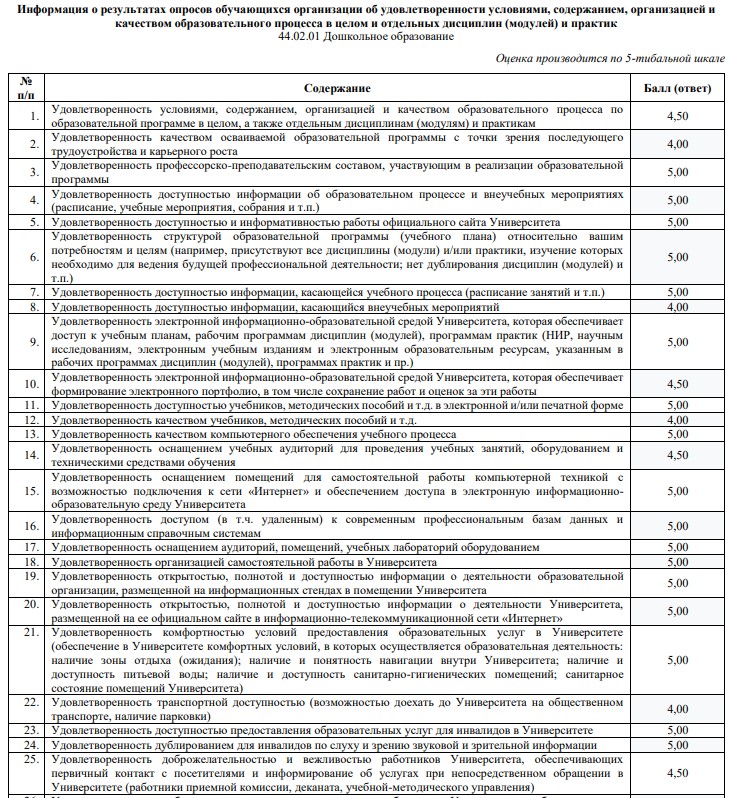 Информация о результатах опросов обучающихся организации об удовлетворенности условиями, содержанием, организацией и
качеством образовательного процесса в целом и отдельных дисциплин (модулей) и практик
44.02.01 Дошкольное образование
Оценка производится по 5-тибальной шкале
№
п/п
Содержание
Балл (ответ)
1. Удовлетворенность условиями, содержанием, организацией и качеством образовательного процесса по
образовательной программе в целом, а также отдельным дисциплинам (модулям) и практикам
4,50
2. Удовлетворенность качеством осваиваемой образовательной программы с точки зрения последующего
трудоустройства и карьерного роста
4,00
3. Удовлетворенность профессорско-преподавательским составом, участвующим в реализации образовательной
программы
5,00
4. Удовлетворенность доступностью информации об образовательном процессе и внеучебных мероприятиях
(расписание, учебные мероприятия, собрания и т.п.)
5,00
5. Удовлетворенность доступностью и информативностью работы официального сайта Университета 5,00
6. Удовлетворенность структурой образовательной программы (учебного плана) относительно вашим
потребностям и целям (например, присутствуют все дисциплины (модули) и/или практики, изучение которых
необходимо для ведения будущей профессиональной деятельности; нет дублирования дисциплин (модулей) и
т.п.)
5,00
7. Удовлетворенность доступностью информации, касающейся учебного процесса (расписание занятий и т.п.) 5,00
8. Удовлетворенность доступностью информации, касающийся внеучебных мероприятий 4,00
9. Удовлетворенность электронной информационно-образовательной средой Университета, которая обеспечивает
доступ к учебным планам, рабочим программам дисциплин (модулей), программам практик (НИР, научным
исследованиям, электронным учебным изданиям и электронным образовательным ресурсам, указанным в
рабочих программах дисциплин (модулей), программах практик и пр.)
5,00
10. Удовлетворенность электронной информационно-образовательной средой Университета, которая обеспечивает
формирование электронного портфолио, в том числе сохранение работ и оценок за эти работы
4,50
11. Удовлетворенность доступностью учебников, методических пособий и т.д. в электронной и/или печатной форме 5,00
12. Удовлетворенность качеством учебников, методических пособий и т.д. 4,00
13. Удовлетворенность качеством компьютерного обеспечения учебного процесса 5,00
14. Удовлетворенность оснащением учебных аудиторий для проведения учебных занятий, оборудованием и
техническими средствами обучения
4,50
15. Удовлетворенность оснащением помещений для самостоятельной работы компьютерной техникой с
возможностью подключения к сети «Интернет» и обеспечением доступа в электронную информационно-
образовательную среду Университета
5,00
16. Удовлетворенность доступом (в т.ч. удаленным) к современным профессиональным базам данных и
информационным справочным системам
5,00
17. Удовлетворенность оснащением аудиторий, помещений, учебных лабораторий оборудованием 5,00
18. Удовлетворенность организацией самостоятельной работы в Университета 5,00
19. Удовлетворенность открытостью, полнотой и доступностью информации о деятельности образовательной
организации, размещенной на информационных стендах в помещении Университета
5,00
20. Удовлетворенность открытостью, полнотой и доступностью информации о деятельности Университета,
размещенной на ее официальном сайте в информационно-телекоммуникационной сети «Интернет»
5,00
21. Удовлетворенность комфортностью условий предоставления образовательных услуг в Университете
(обеспечение в Университете комфортных условий, в которых осуществляется образовательная деятельность:
наличие зоны отдыха (ожидания); наличие и понятность навигации внутри Университета; наличие и
доступность питьевой воды; наличие и доступность санитарно-гигиенических помещений; санитарное
состояние помещений Университета)
5,00
22. Удовлетворенность транспортной доступностью (возможностью доехать до Университета на общественном
транспорте, наличие парковки)
4,00
23. Удовлетворенность доступностью предоставления образовательных услуг для инвалидов в Университете 5,00
24. Удовлетворенность дублированием для инвалидов по слуху и зрению звуковой и зрительной информации 5,00
25. Удовлетворенность доброжелательностью и вежливостью работников Университета, обеспечивающих
первичный контакт с посетителями и информирование об услугах при непосредственном обращении в
Университете (работники приемной комиссии, деканата, учебной-методического управления)
4,50